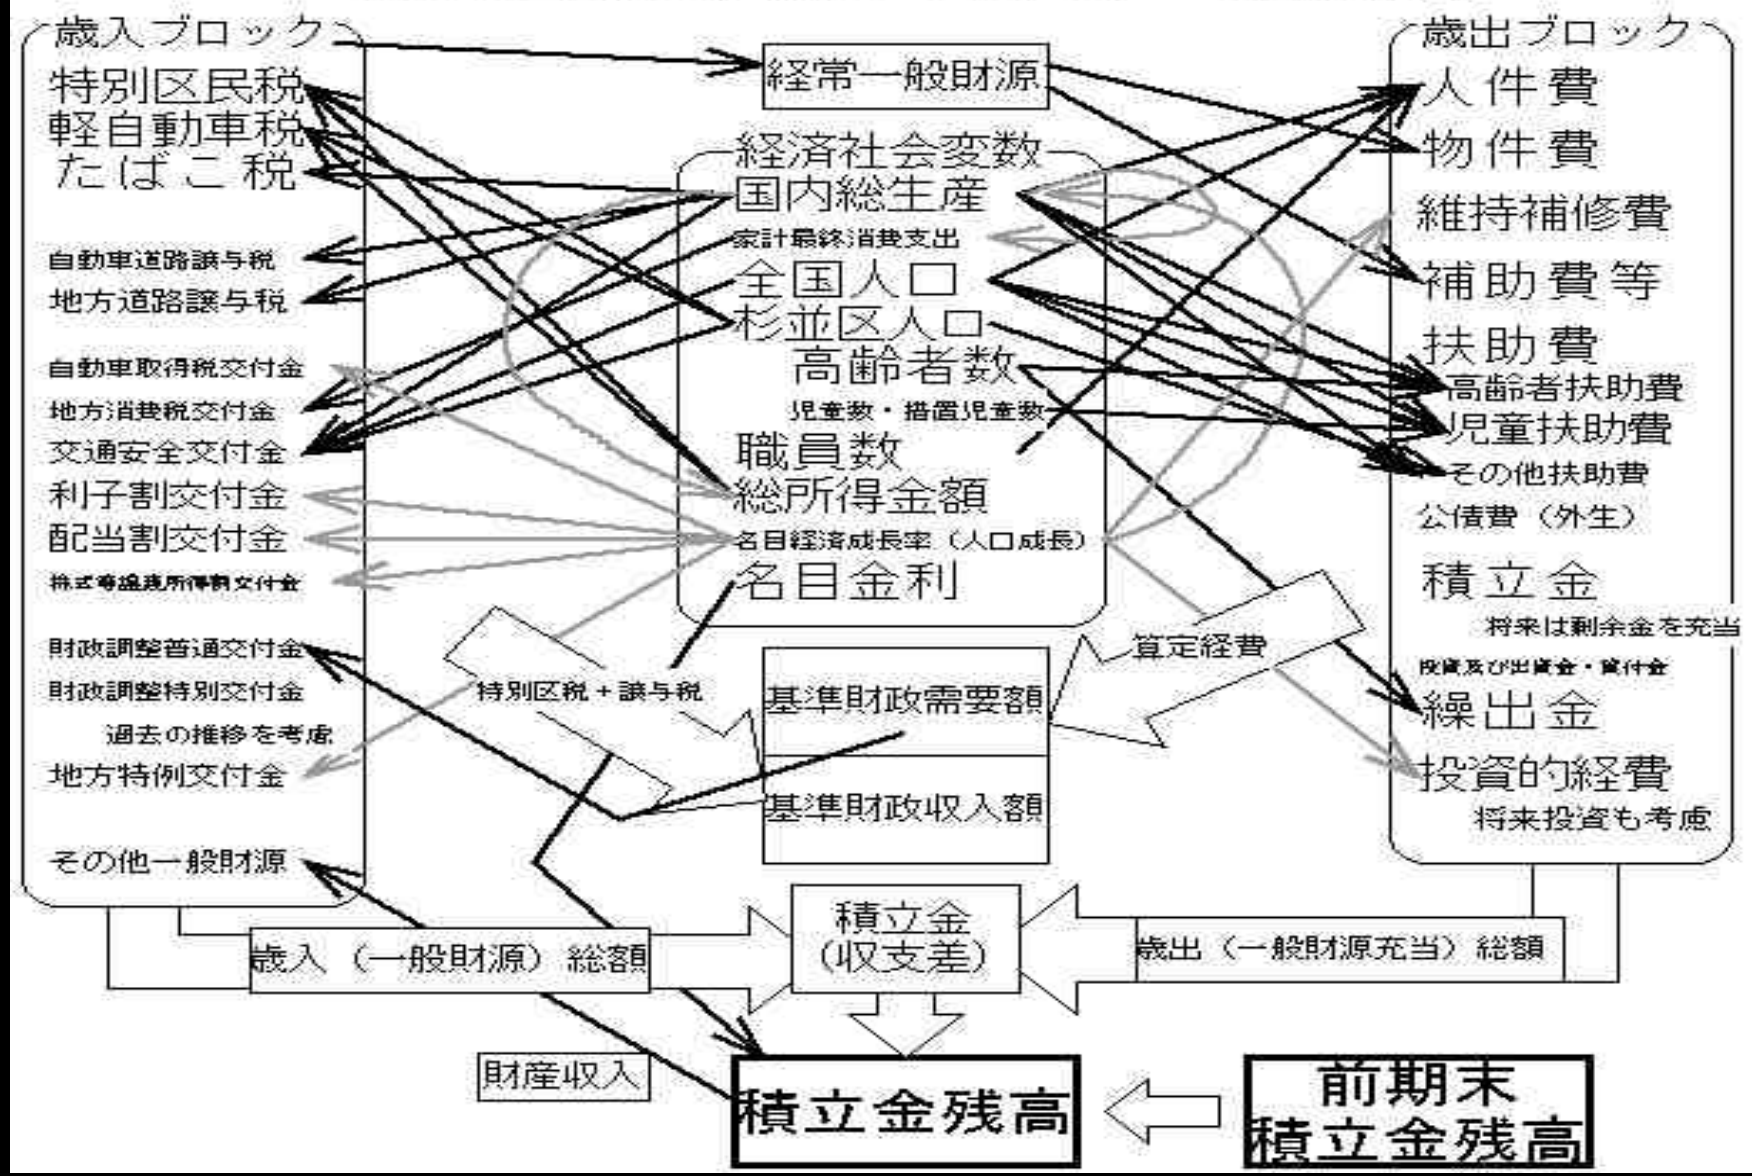 歳入ブロック
特別区民税
軽自動車税
たばこ税
自動車道路譲与税
地方道路譲与税
自動車取得税交付金
地方消費税交付金
交通安全交付金
利子割交付金
配当割交付金
株式等譲渡所得割交付金
財政調整普通交付金
財政調整特別交付金
過去の推移を考慮
地方特例交付金
その他一般財源
経常一般財源
経済社会変数
国内総生産
家計最終消費支出
全国人口
杉並区人口
高齢者数
児童数・措置児童数
職員数
総所得金額
名目経済成長率（人口成長）
名目金利
特別区税＋譲与税
算定経費
基準財政需要額
基準財政収入額
歳出ブロック
人件費
物件費
維持補修費
補助費等
扶助費
高齢者扶助費
児童扶助費
その他扶助費
公債費（外生）
積立金
将来は剰余金を充当
投資及び出資金・貸付金
繰出金
投資的経費
将来投資も考慮
歳入（一般財源）総額
積立金
（収支差）
歳出（一般財源充当）総額
財産収入
積立金残高
前期末
積立金残高